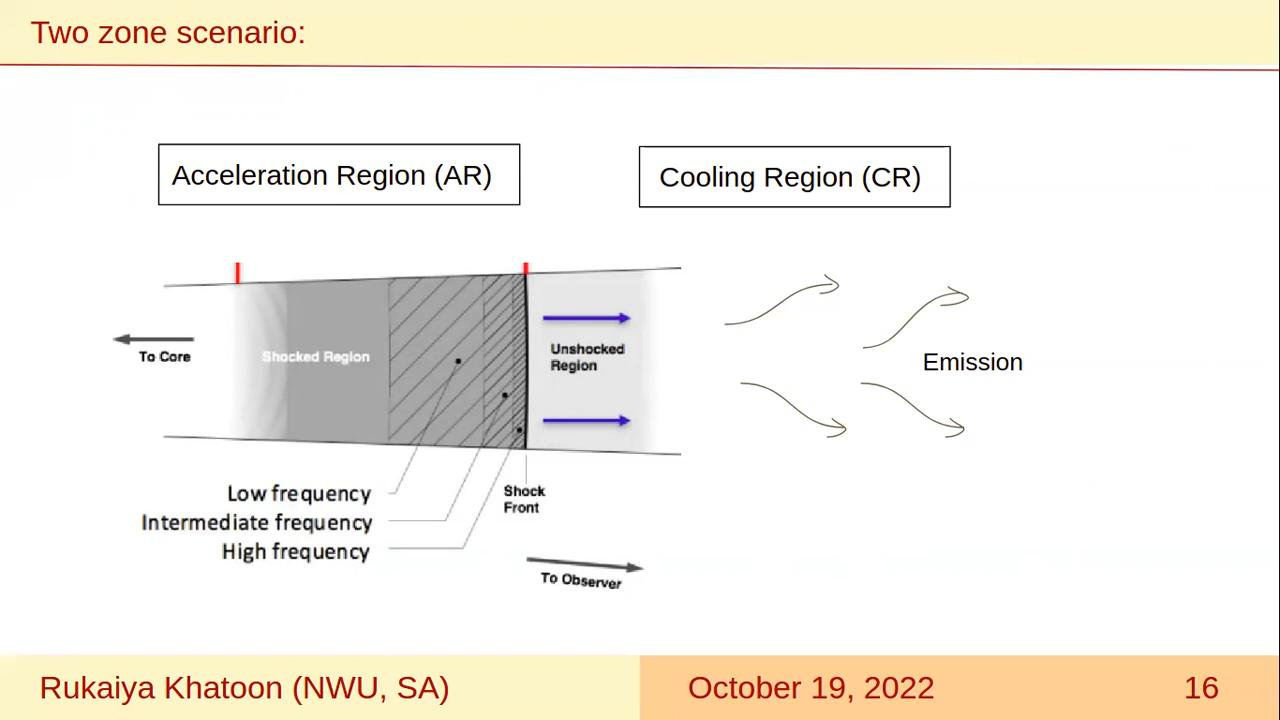 Two zone scenario:
Acceleration Region (AR)
Cooling Region (CR)
To Core
Shocked Region
Unshocked
Region
Emission
Low frequency
Intermediate frequency
High frequency
Shock
Front
To Observer
Rukaiya Khatoon (NWU, SA)
October 19, 2022
16